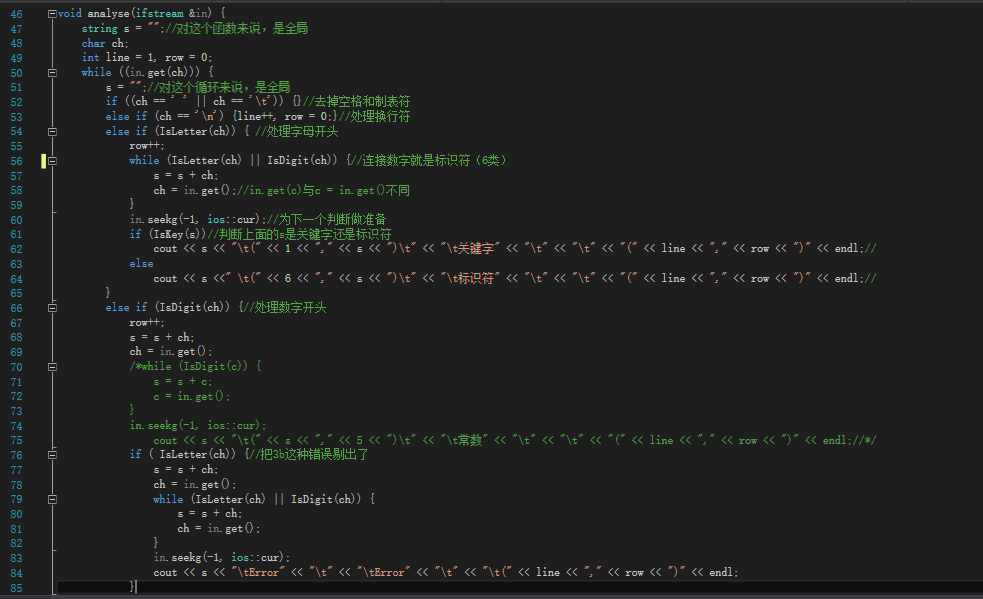 46 void analyse(ifstream &in) {
47 string s = "";//对这个函数来说，是全局
48 char ch;
49 int line = 1, row = 0;
50 while ((in.get(ch))) {
51 s = "";//对这个循环来说，是全局
52 if ((ch == ' ' || ch == '\t')) {}//去掉空格和制表符
53 else if (ch == '\n') {line++, row = 0;}//处理换行符
54 else if (IsLetter(ch)) { //处理字母开头
55 row++;
56 while (IsLetter(ch) || IsDigit(ch)) {//连接数字就是标识符（6类）
57 s = s + ch;
58 ch = in.get();//in.get(c)与c = in.get()不同
59 }
60 in.seekg(-1, ios::cur);//为下一个判断做准备
61 if (IsKey(s))//判断上面的s是关键字还是标识符
62 cout << s << "\t(" << 1 << "," << s << ")\t" << "\t关键字" << "\t" << "\t" << "(" << line << "," << row << ")" << endl;//
63 else
64 cout << s <<" \t(" << 6 << "," << s << ")\t" << "\t标识符" << "\t" << "\t" << "(" << line << "," << row << ")" << endl;//
65 }
66 else if (IsDigit(ch)) {//处理数字开头
67 row++;
68 s = s + ch;
69 ch = in.get();
70 /*while (IsDigit(c)) {
71 s = s + c;
72 c = in.get();
73 }
74 in.seekg(-1, ios::cur);
75 cout << s << "\t(" << s << "," << 5 << ")\t" << "\t常数" << "\t" << "\t" << "(" << line << "," << row << ")" << endl;//*/
76 if ( IsLetter(ch)) {//把3b这种错误剔出了
77 s = s + ch;
78 ch = in.get();
79 while (IsLetter(ch) || IsDigit(ch)) {
80 s = s + ch;
81 ch = in.get();
82 }
83 in.seekg(-1, ios::cur);
84 cout << s << "\tError" << "\t" << "\tError" << "\t" << "\t(" << line << "," << row << ")" << endl;
85 }